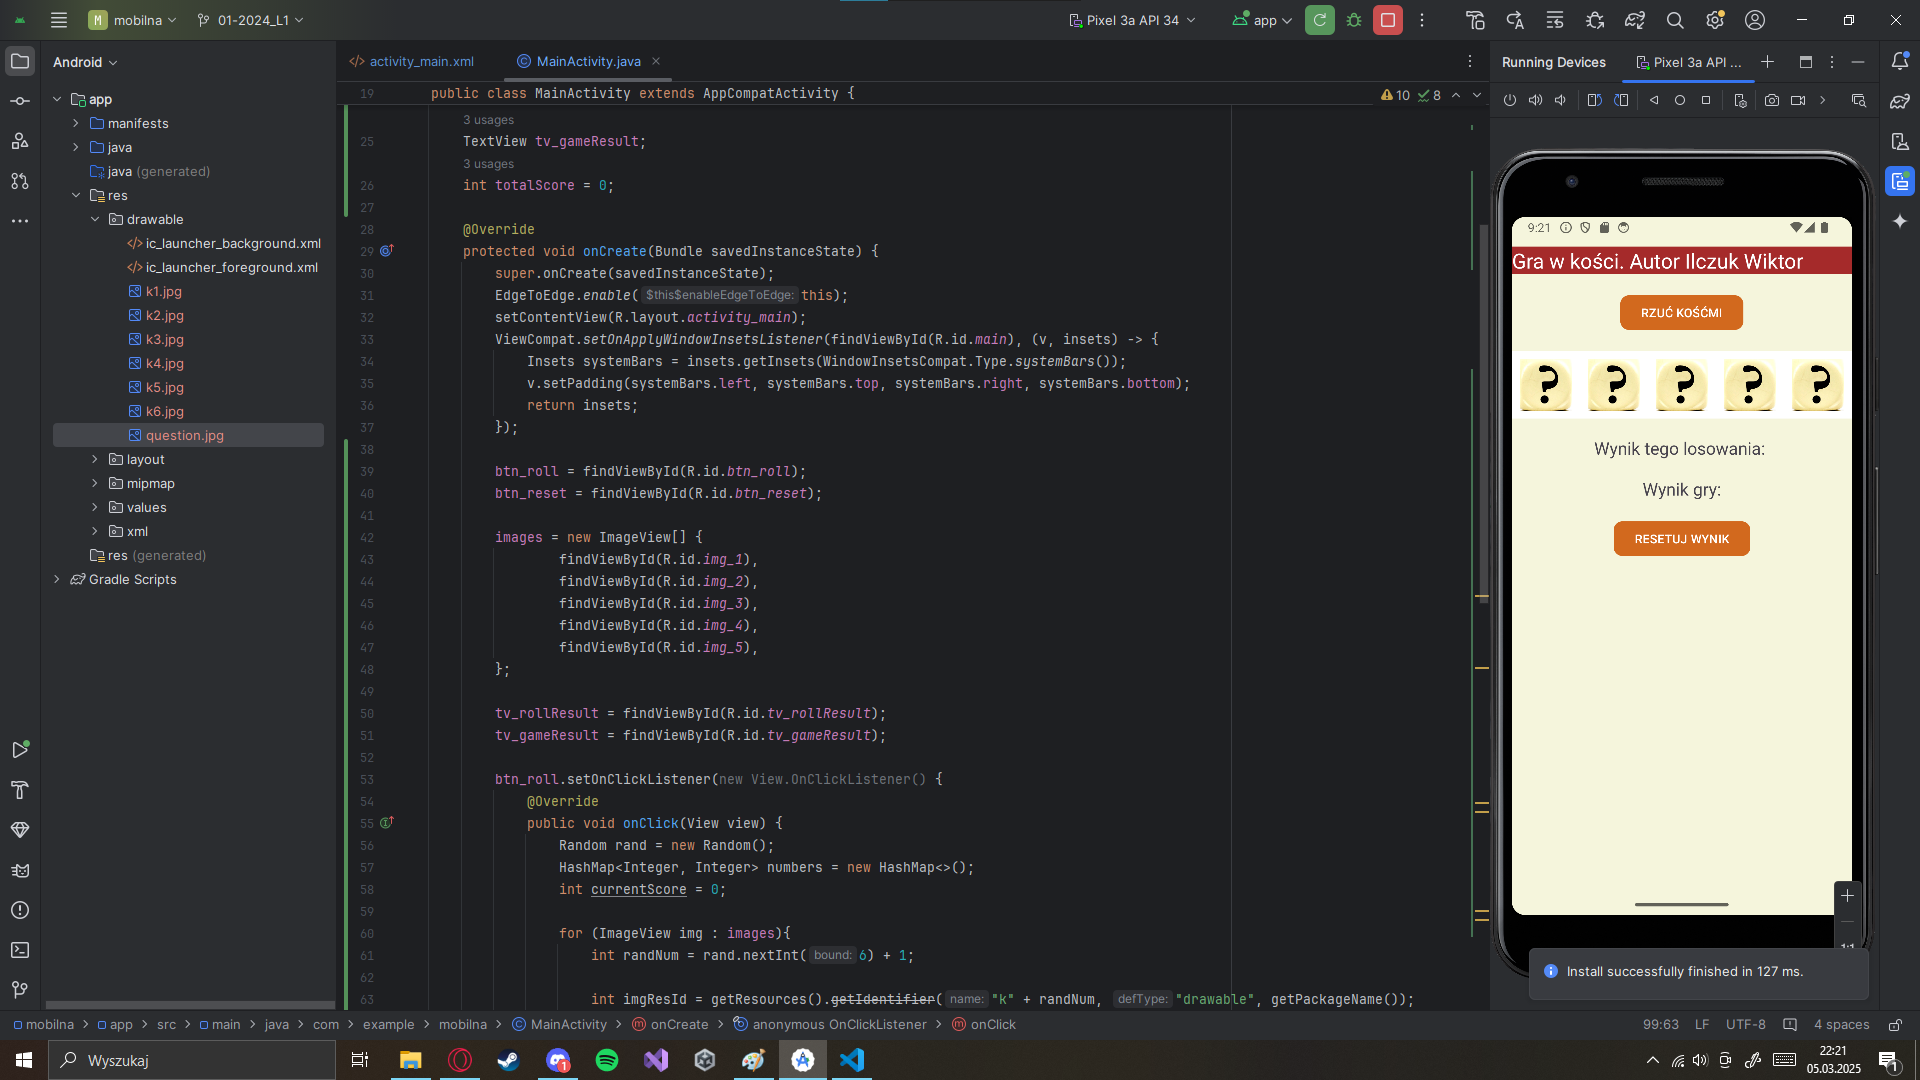 M mobilna
01-2024_L1
Pixel 3a API 34
app
Android
activity_main.xml
MainActivity.java
Running Devices
Pixel 3a API ...
app
manifests
java
java (generated)
res
drawable
ic_launcher_background.xml
ic_launcher_foreground.xml
k1.jpg
k2.jpg
k3.jpg
k4.jpg
k5.jpg
k6.jpg
question.jpg
layout
mipmap
values
xml
res (generated)
Gradle Scripts
19 public class MainActivity extends AppCompatActivity {
10 8
3 usages
25 TextView tv_gameResult;
3 usages
26 int totalScore = 0;
27
28 @Override
29 protected void onCreate(Bundle savedInstanceState) {
30 super.onCreate(savedInstanceState);
31 EdgeToEdge.enable( $this$enableEdgeToEdge: this);
32 setContentView(R.layout.activity_main);
33 ViewCompat.setOnApplyWindowInsetsListener(findViewById(R.id.main), (v, insets) -> {
34 Insets systemBars = insets.getInsets(WindowInsetsCompat.Type.systemBars());
35 v.setPadding(systemBars.left, systemBars.top, systemBars.right, systemBars.bottom);
36 return insets;
37 });
38
39 btn_roll = findViewById(R.id.btn_roll);
40 btn_reset = findViewById(R.id.btn_reset);
41
42 images = new ImageView[] {
43 findViewById(R.id.img_1),
44 findViewById(R.id.img_2),
45 findViewById(R.id.img_3),
46 findViewById(R.id.img_4),
47 findViewById(R.id.img_5),
48 };
49
50 tv_rollResult = findViewById(R.id.tv_rollResult);
51 tv_gameResult = findViewById(R.id.tv_gameResult);
52
53 btn_roll.setOnClickListener(new View.OnClickListener() {
54 @Override
55 public void onClick(View view) {
56 Random rand = new Random();
57 HashMap<Integer, Integer> numbers = new HashMap<>();
58 int currentScore = 0;
59
60 for (ImageView img : images){
61 int randNum = rand.nextInt( bound: 6) + 1;
62
63 int imgResId = getResources().getIdentifier( name: "k" + randNum, defType: "drawable", getPackageName());
9:21
Gra w kości. Autor Ilczuk Wiktor
RZUĆ KOŚĆMI
? ? ? ? ?
Wynik tego losowania:
Wynik gry:
RESETUJ WYNIK
1:1
Install successfully finished in 127 ms.
mobilna > app > src > main > java > com > example > mobilna > MainActivity > onCreate > anonymous OnClickListener > onClick
99:63 LF UTF-8 4 spaces
Wyszukaj
1
22:21
05.03.2025
1